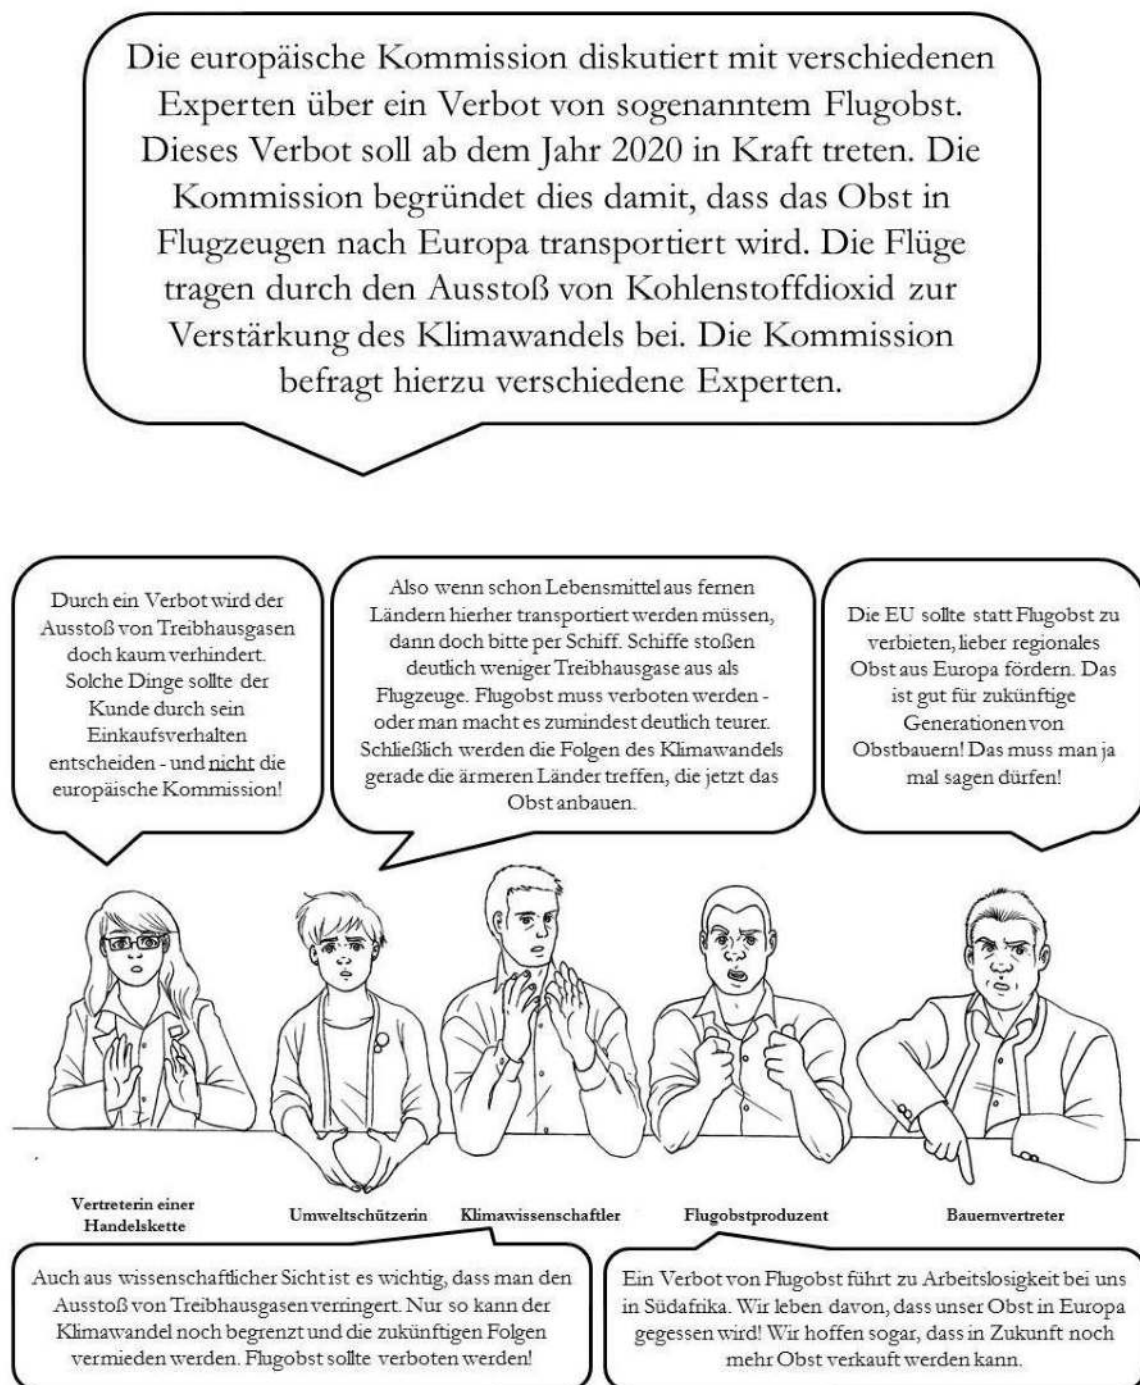 Die europäische Kommission diskutiert mit verschiedenen
Experten über ein Verbot von sogenanntem Flugobst.
Dieses Verbot soll ab dem Jahr 2020 in Kraft treten. Die
Kommission begründet dies damit, dass das Obst in
Flugzeugen nach Europa transportiert wird. Die Flüge
tragen durch den Ausstoß von Kohlenstoffdioxid zur
Verstärkung des Klimawandels bei. Die Kommission
befragt hierzu verschiedene Experten.
Durch ein Verbot wird der
Ausstoß von Treibhausgasen
doch kaum verhindert.
Solche Dinge sollte der
Kunde durch sein
Einkaufsverhalten
entscheiden - und nicht die
europäische Kommission!
Also wenn schon Lebensmittel aus fernen
Ländern hierher transportiert werden müssen,
dann doch bitte per Schiff. Schiffe stoßen
deutlich weniger Treibhausgase aus als
Flugzeuge. Flugobst muss verboten werden -
oder man macht es zumindest deutlich teurer.
Schließlich werden die Folgen des Klimawandels
gerade die ärmeren Länder treffen, die jetzt das
Obst anbauen.
Die EU sollte statt Flugobst zu
verbieten, lieber regionales
Obst aus Europa fördern. Das
ist gut für zukünftige
Generationen von
Obstbauern! Das muss man ja
mal sagen dürfen!
Vertreterin einer
Handelskette
Umweltschützerin
Klimawissenschaftler
Flugobstproduzent
Bauernvertreter
Auch aus wissenschaftlicher Sicht ist es wichtig, dass man den
Ausstoß von Treibhausgasen verringert. Nur so kann der
Klimawandel noch begrenzt und die zukünftigen Folgen
vermieden werden. Flugobst sollte verboten werden!
Ein Verbot von Flugobst führt zu Arbeitslosigkeit bei uns
in Südafrika. Wir leben davon, dass unser Obst in Europa
gegessen wird! Wir hoffen sogar, dass in Zukunft noch
mehr Obst verkauft werden kann.